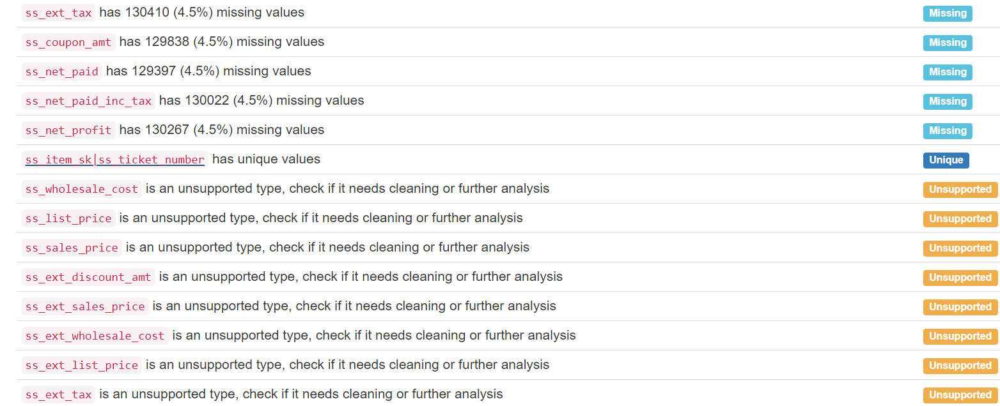 ss_ext_tax has 130410 (4.5%) missing values Missing
ss_coupon_amt has 129838 (4.5%) missing values Missing
ss_net_paid has 129397 (4.5%) missing values Missing
ss_net_paid_inc_tax has 130022 (4.5%) missing values Missing
ss_net_profit has 130267 (4.5%) missing values Missing
ss_item_sk|ss_ticket_number has unique values Unique
ss_wholesale_cost is an unsupported type, check if it needs cleaning or further analysis Unsupported
ss_list_price is an unsupported type, check if it needs cleaning or further analysis Unsupported
ss_sales_price is an unsupported type, check if it needs cleaning or further analysis Unsupported
ss_ext_discount_amt is an unsupported type, check if it needs cleaning or further analysis Unsupported
ss_ext_sales_price is an unsupported type, check if it needs cleaning or further analysis Unsupported
ss_ext_wholesale_cost is an unsupported type, check if it needs cleaning or further analysis Unsupported
ss_ext_list_price is an unsupported type, check if it needs cleaning or further analysis Unsupported
ss_ext_tax is an unsupported type, check if it needs cleaning or further analysis Unsupported